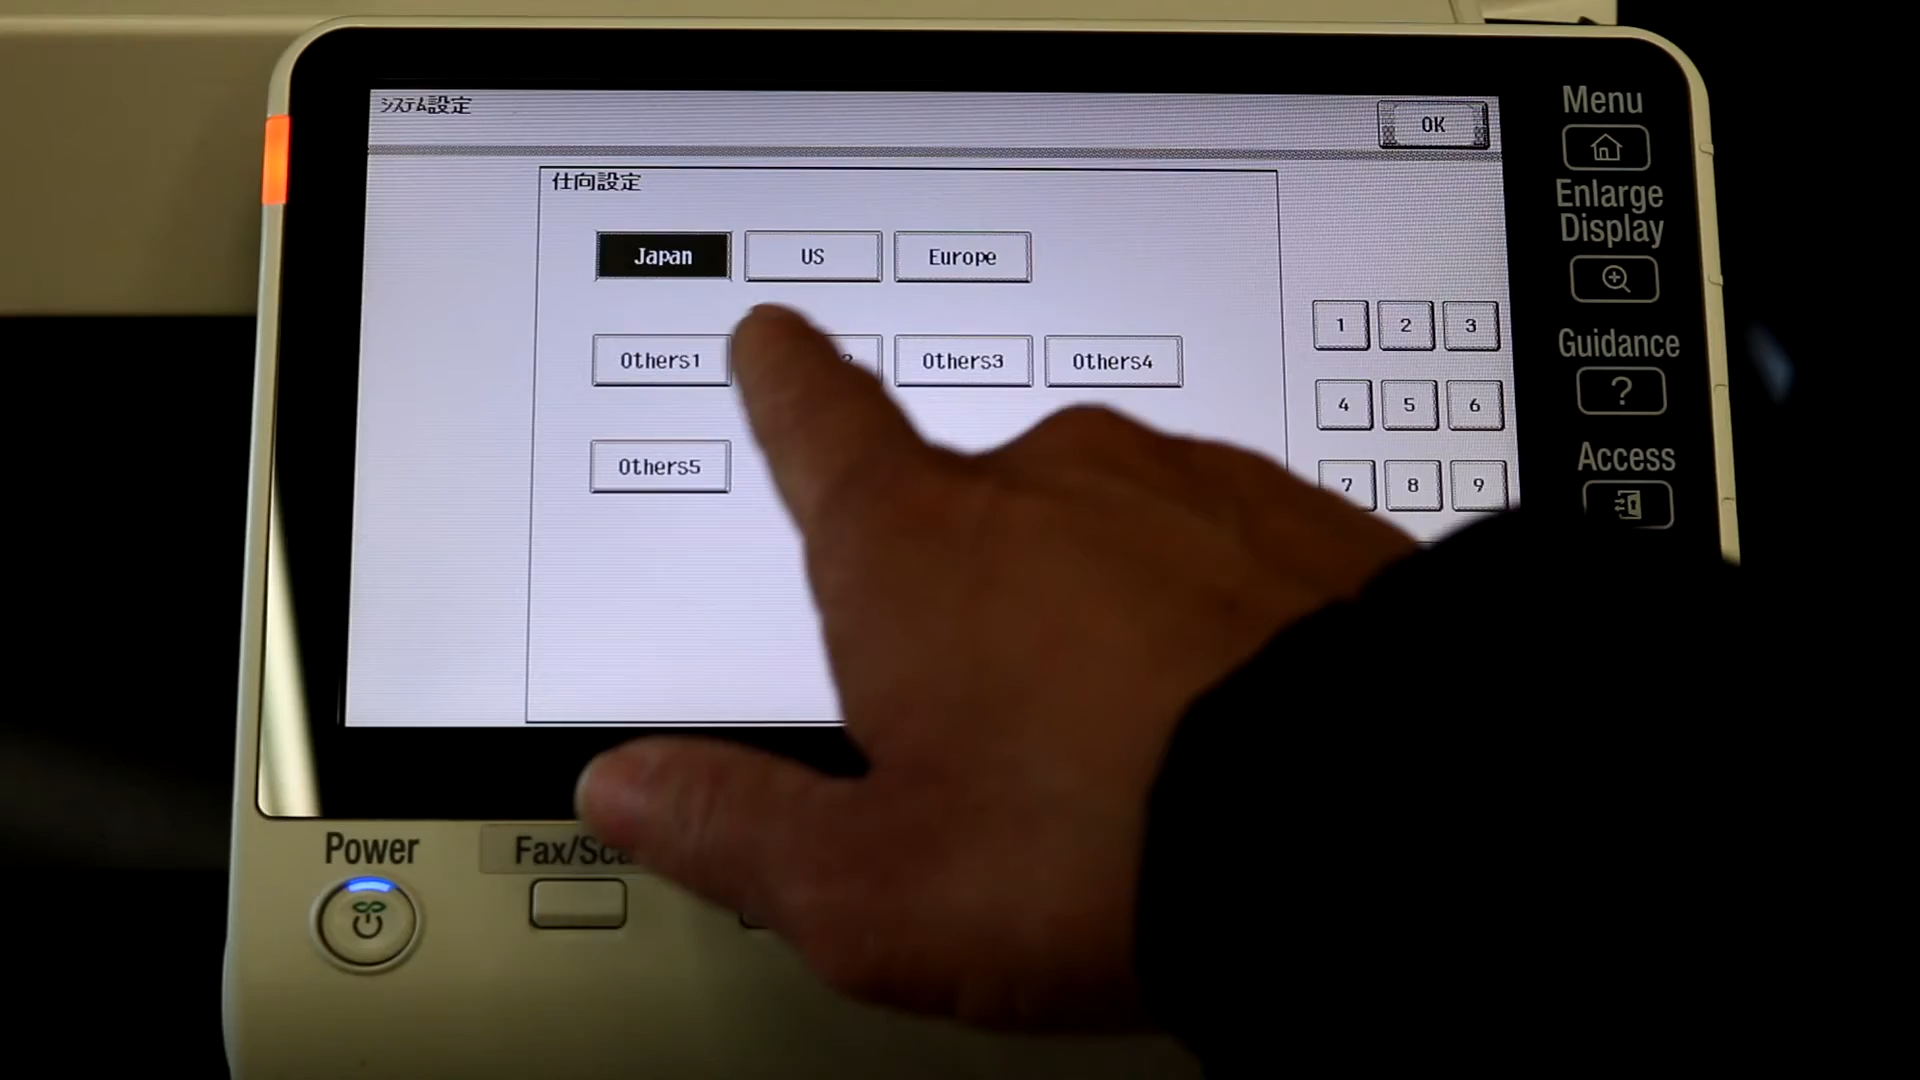 システム設定
OK
仕向設定
Japan US Europe
Others1 Others3 Others4
Others5
1 2 3
4 5 6
7 8 9
Menu
Enlarge
Display
Guidance
?
Access
Power
Fax/Sca